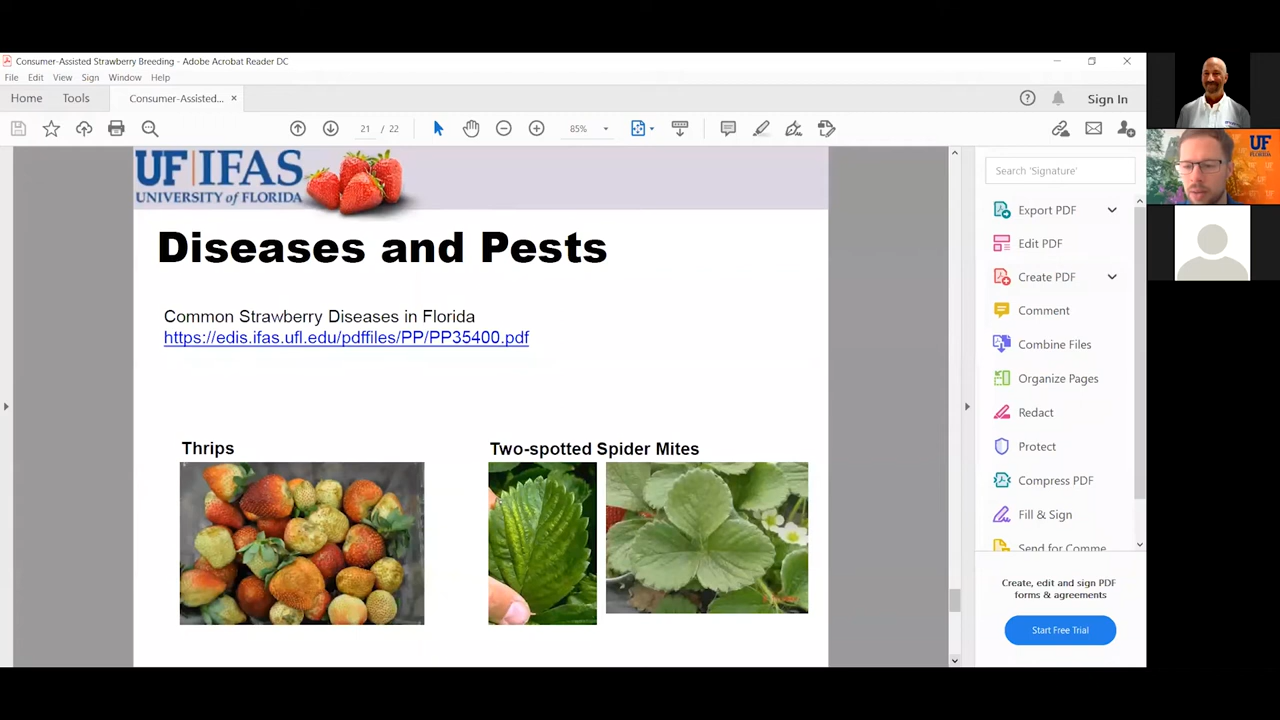 Consumer-Assisted Strawberry Breeding - Adobe Acrobat Reader DC
File Edit View Sign Window Help
Home Tools Consumer-Assisted... × Sign In
21 / 22 85%
UF IFAS
UNIVERSITY of FLORIDA
Diseases and Pests
Common Strawberry Diseases in Florida
https://edis.ifas.ufl.edu/pdffiles/PP/PP35400.pdf
Thrips
Two-spotted Spider Mites
Search 'Signature'
Export PDF
Edit PDF
Create PDF
Comment
Combine Files
Organize Pages
Redact
Protect
Compress PDF
Fill & Sign
Send for Comme
Create, edit and sign PDF
forms & agreements
Start Free Trial
UF
FLORIDA